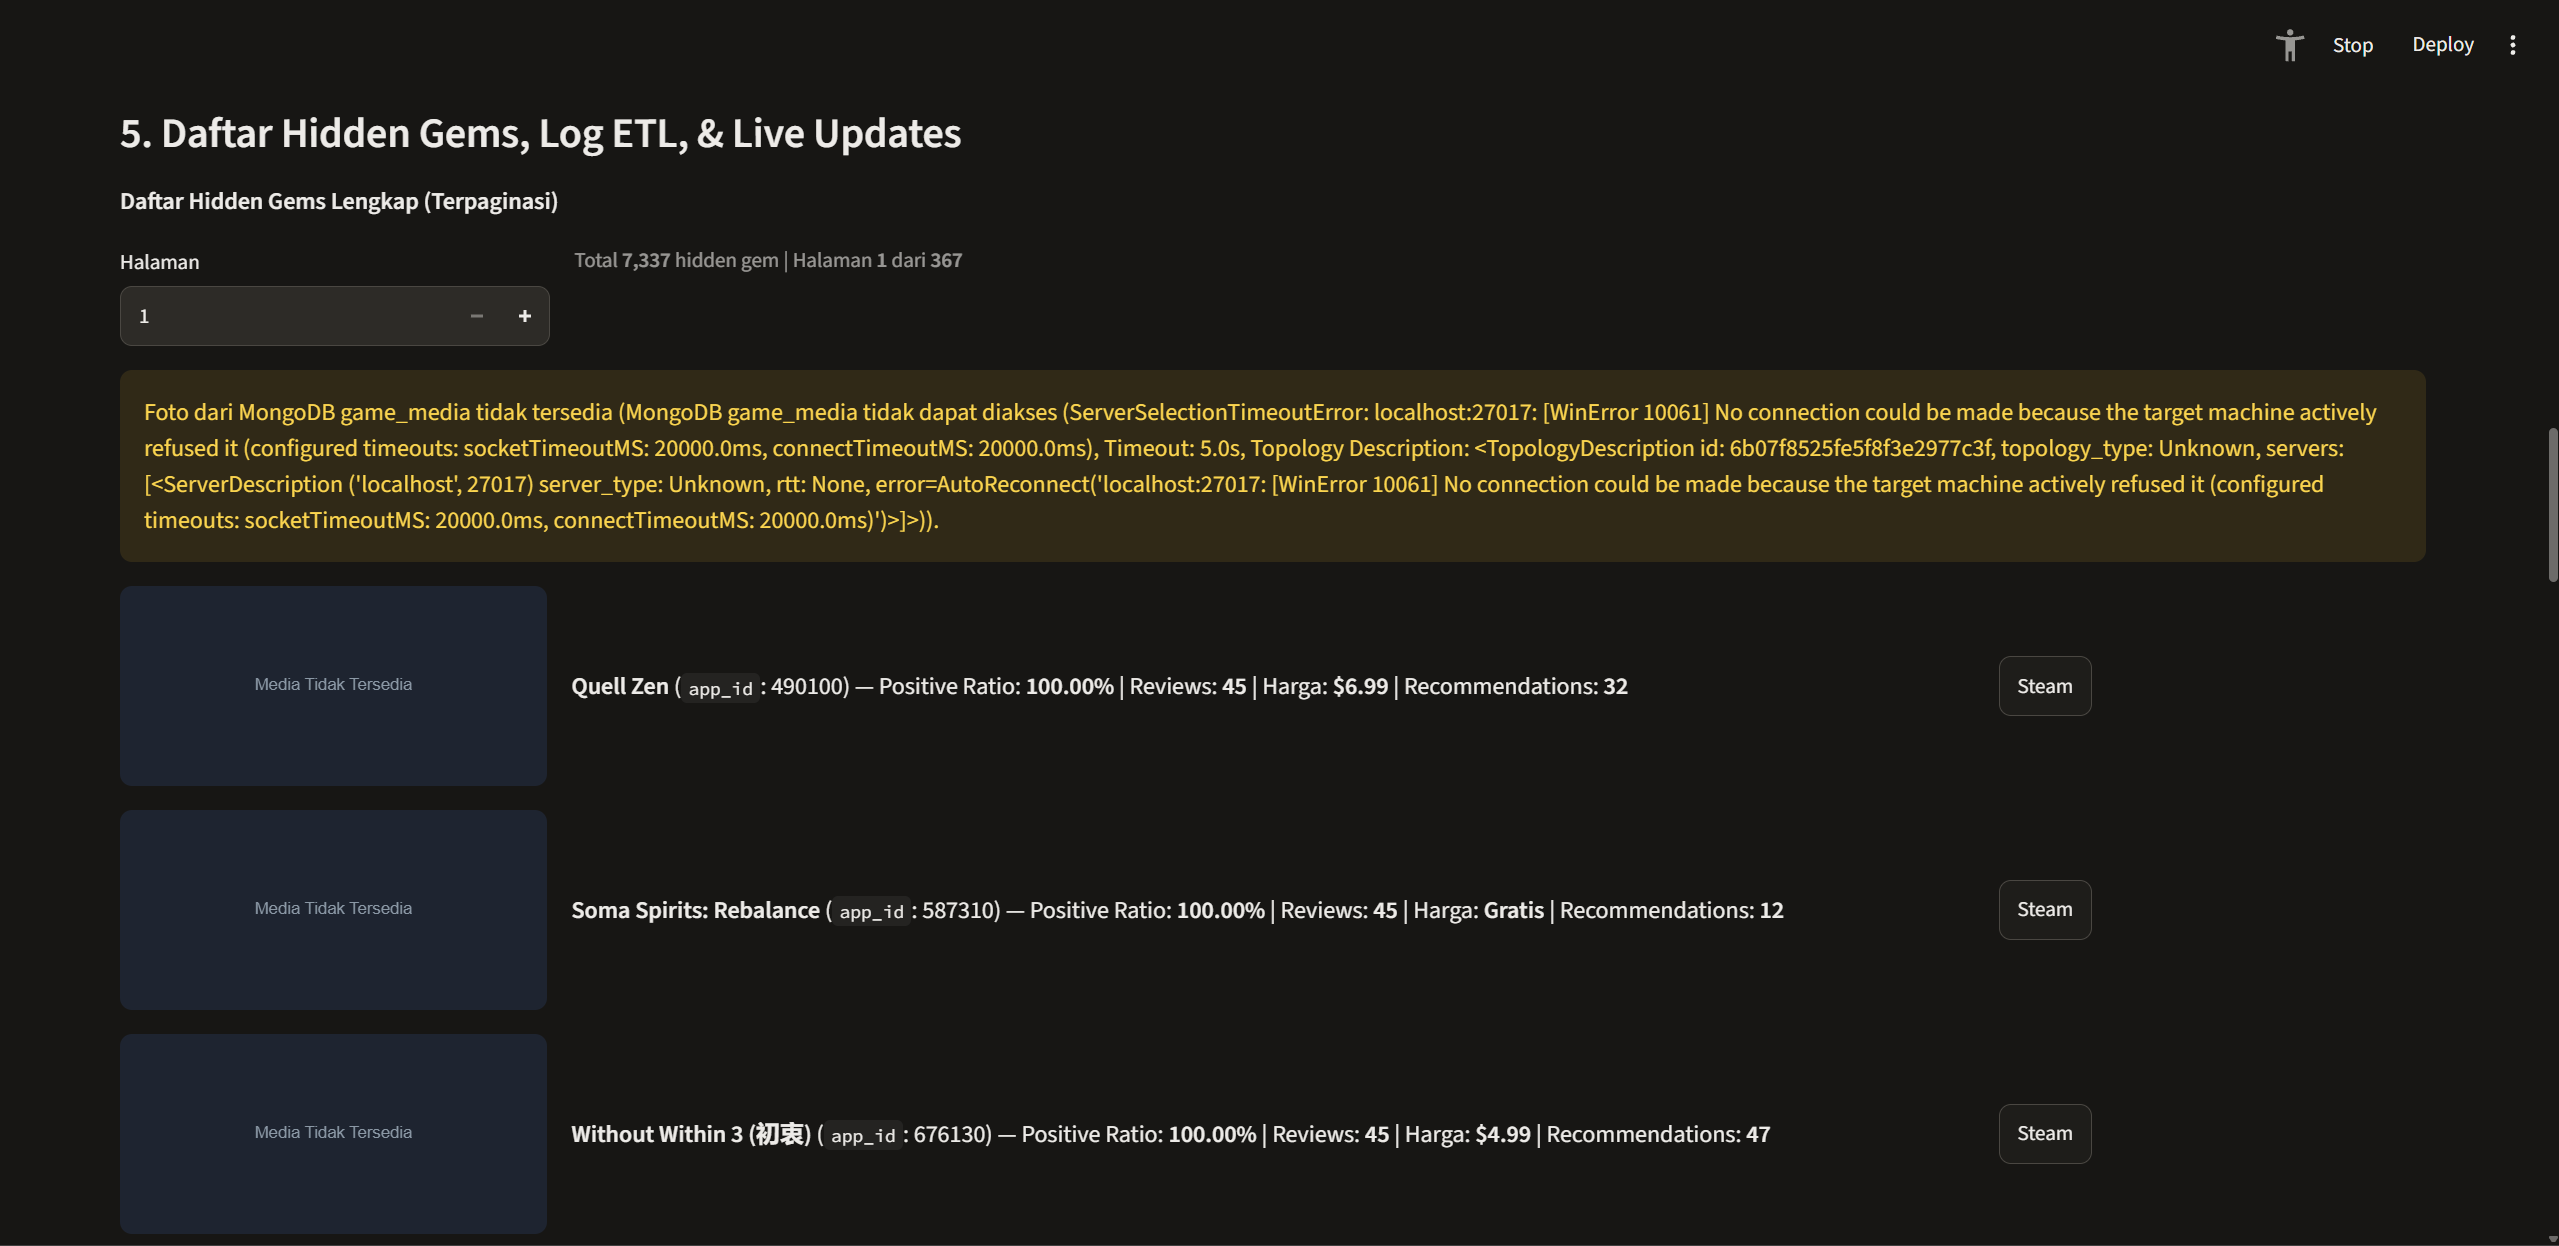 Stop
Deploy
5. Daftar Hidden Gems, Log ETL, & Live Updates
Daftar Hidden Gems Lengkap (Terpaginasi)
Halaman
Total 7,337 hidden gem | Halaman 1 dari 367
1
Foto dari MongoDB game_media tidak tersedia (MongoDB game_media tidak dapat diakses (ServerSelectionTimeoutError: localhost:27017: [WinError 10061] No connection could be made because the target machine actively
refused it (configured timeouts: socketTimeoutMS: 20000.0ms, connectTimeoutMS: 20000.0ms), Timeout: 5.0s, Topology Description: <TopologyDescription id: 6b07f8525fe5f8f3e2977c3f, topology_type: Unknown, servers:
[<ServerDescription ('localhost', 27017) server_type: Unknown, rtt: None, error=AutoReconnect('localhost:27017: [WinError 10061] No connection could be made because the target machine actively refused it (configured
timeouts: socketTimeoutMS: 20000.0ms, connectTimeoutMS: 20000.0ms)')>]>)).
Media Tidak Tersedia
Quell Zen (app_id: 490100) — Positive Ratio: 100.00% | Reviews: 45 | Harga: $6.99 | Recommendations: 32
Steam
Media Tidak Tersedia
Soma Spirits: Rebalance (app_id: 587310) — Positive Ratio: 100.00% | Reviews: 45 | Harga: Gratis | Recommendations: 12
Steam
Media Tidak Tersedia
Without Within 3 (初衷) (app_id: 676130) — Positive Ratio: 100.00% | Reviews: 45 | Harga: $4.99 | Recommendations: 47
Steam